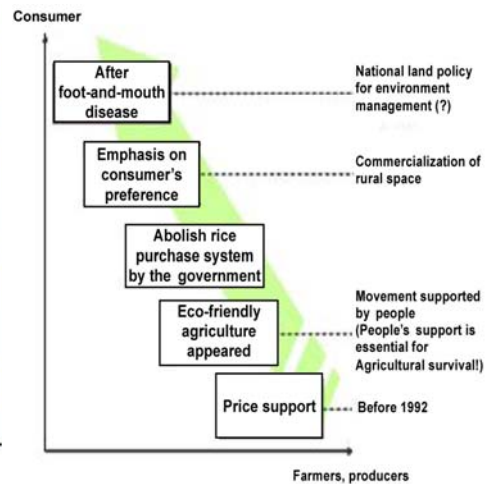 Consumer
After
foot-and-mouth
disease
National land policy
for environment
management (?)
Emphasis on
consumer's
preference
Commercialization of
rural space
Abolish rice
purchase system
by the government
Eco-friendly
agriculture
appeared
Movement supported
by people
(People's support is
essential for
Agricultural survival!)
Price support
Before 1992
Farmers, producers